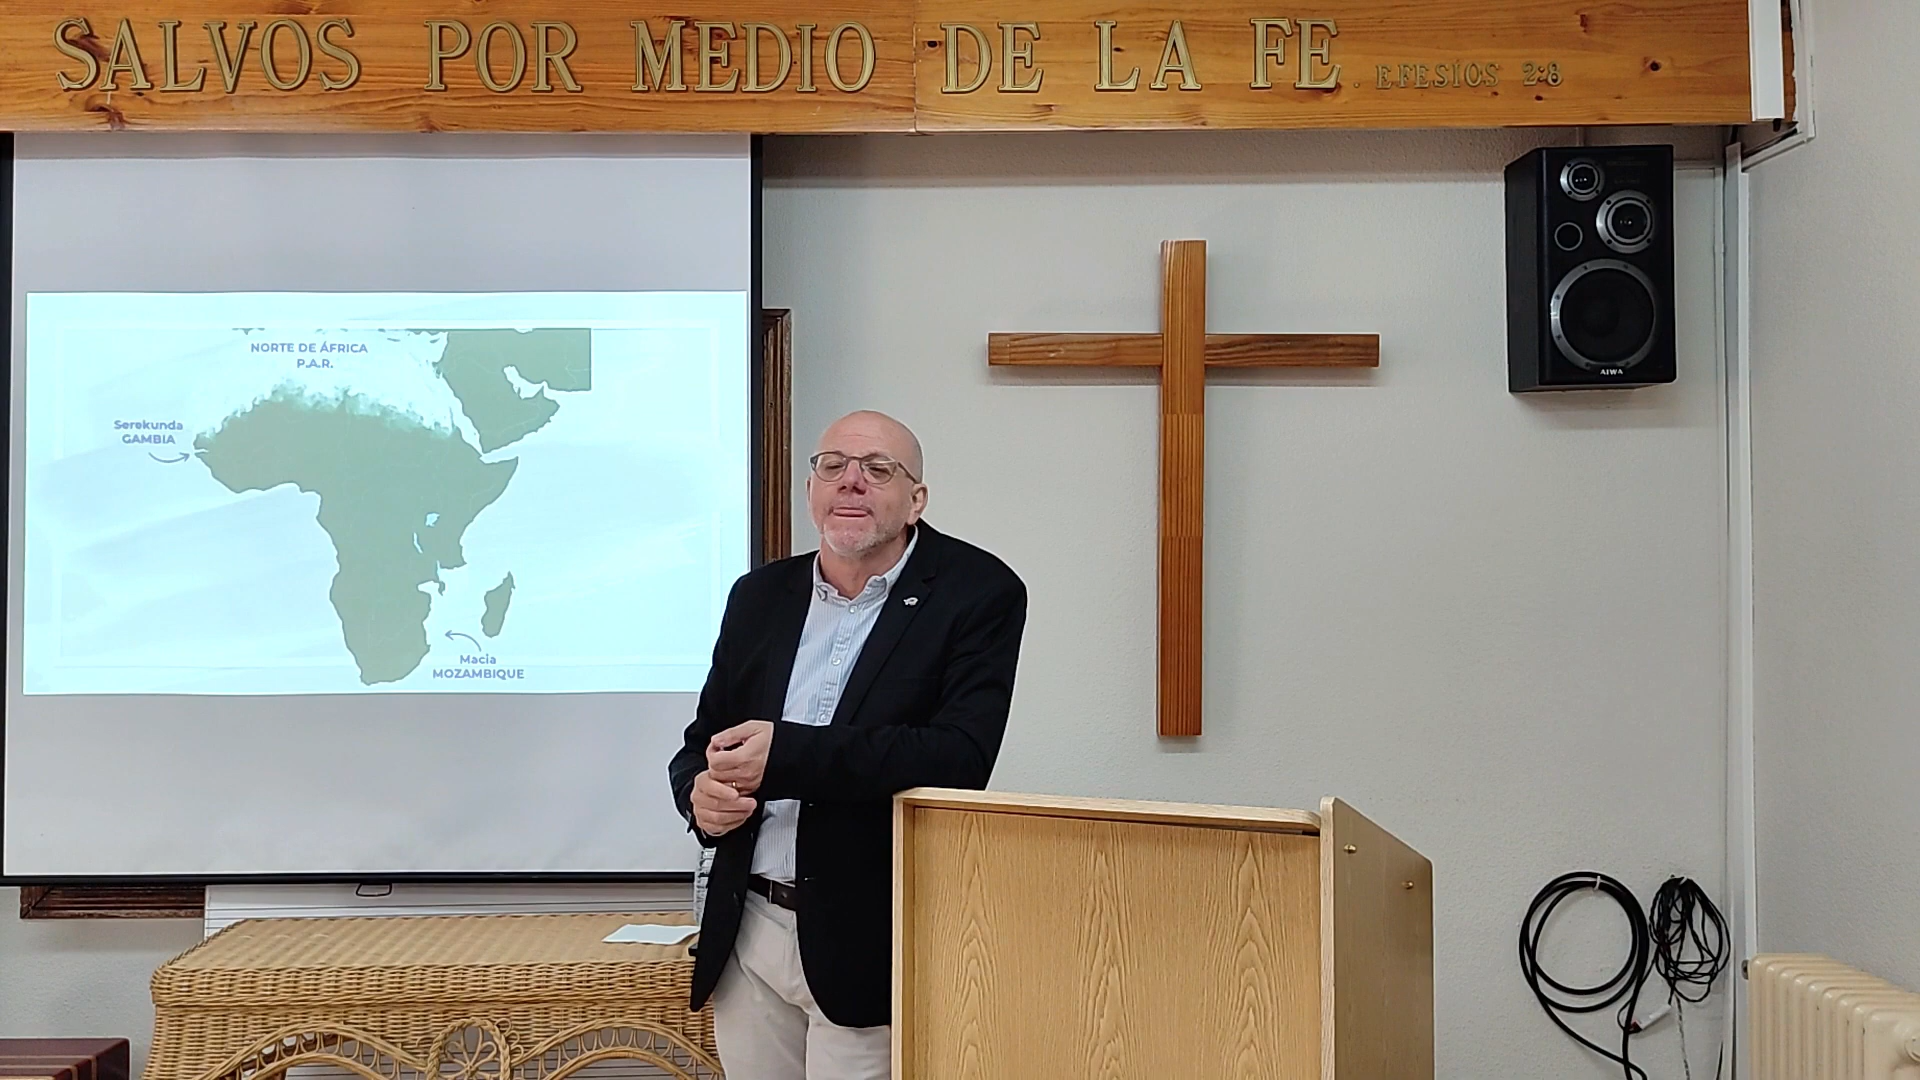 SALVOS POR MEDIO DE LA FE. EFESIOS 2:8
NORTE DE ÁFRICA
P.A.R.
Serekunda
GAMBIA
Macia
MOZAMBIQUE
AIWA